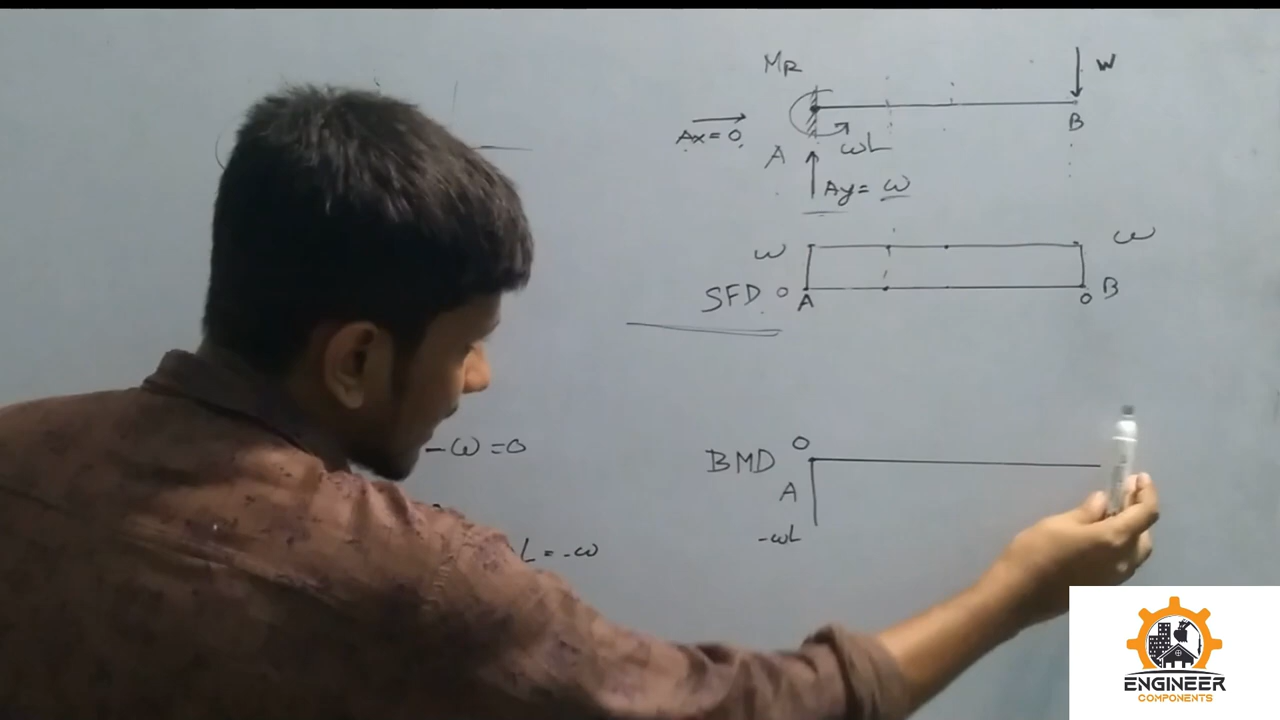 MR
W
Ax = 0
B
A
ωL
Ay = ω
ω
ω
SFD
0
A
0
B
-ω = 0
BMD
0
A
-ωL
L = -ω
ENGINEER
COMPONENTS